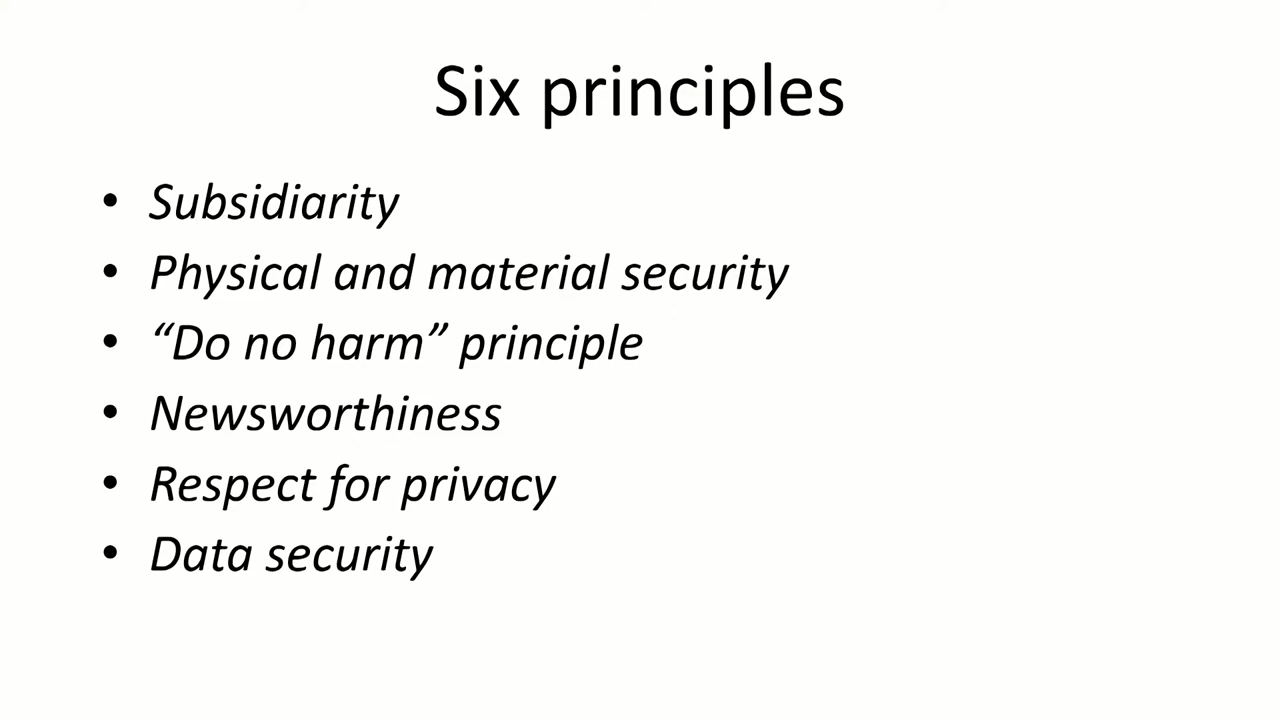 Six principles
• Subsidiarity
• Physical and material security
• “Do no harm” principle
• Newsworthiness
• Respect for privacy
• Data security